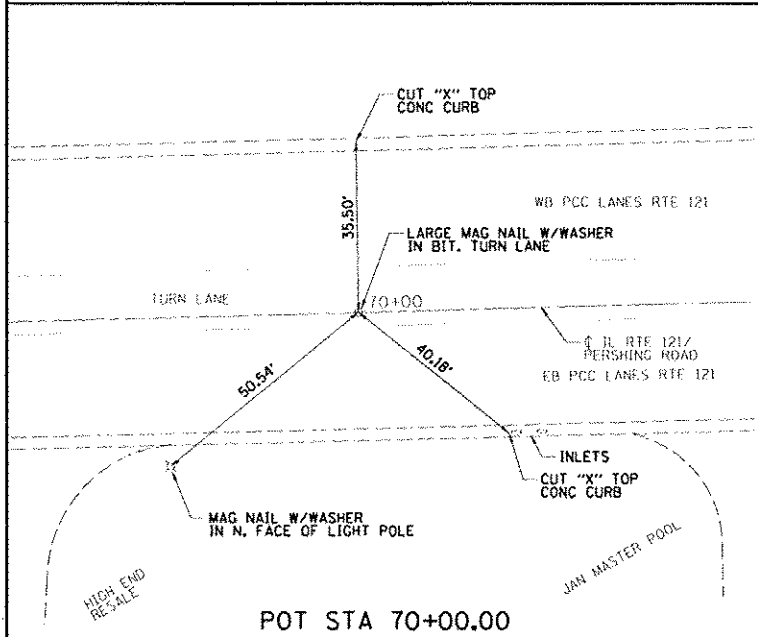 CUT "X" TOP
CONC CURB
WB PCC LANES RTE 121
35.50'
LARGE MAG NAIL W/WASHER
IN BIT. TURN LANE
TURN LANE
70+00
℄ IL RTE 121/
PERSHING ROAD
50.54'
40.18'
EB PCC LANES RTE 121
INLETS
CUT "X" TOP
CONC CURB
MAG NAIL W/WASHER
IN N. FACE OF LIGHT POLE
HIGH END
RESALE
JAN MASTER POOL
POT STA 70+00.00